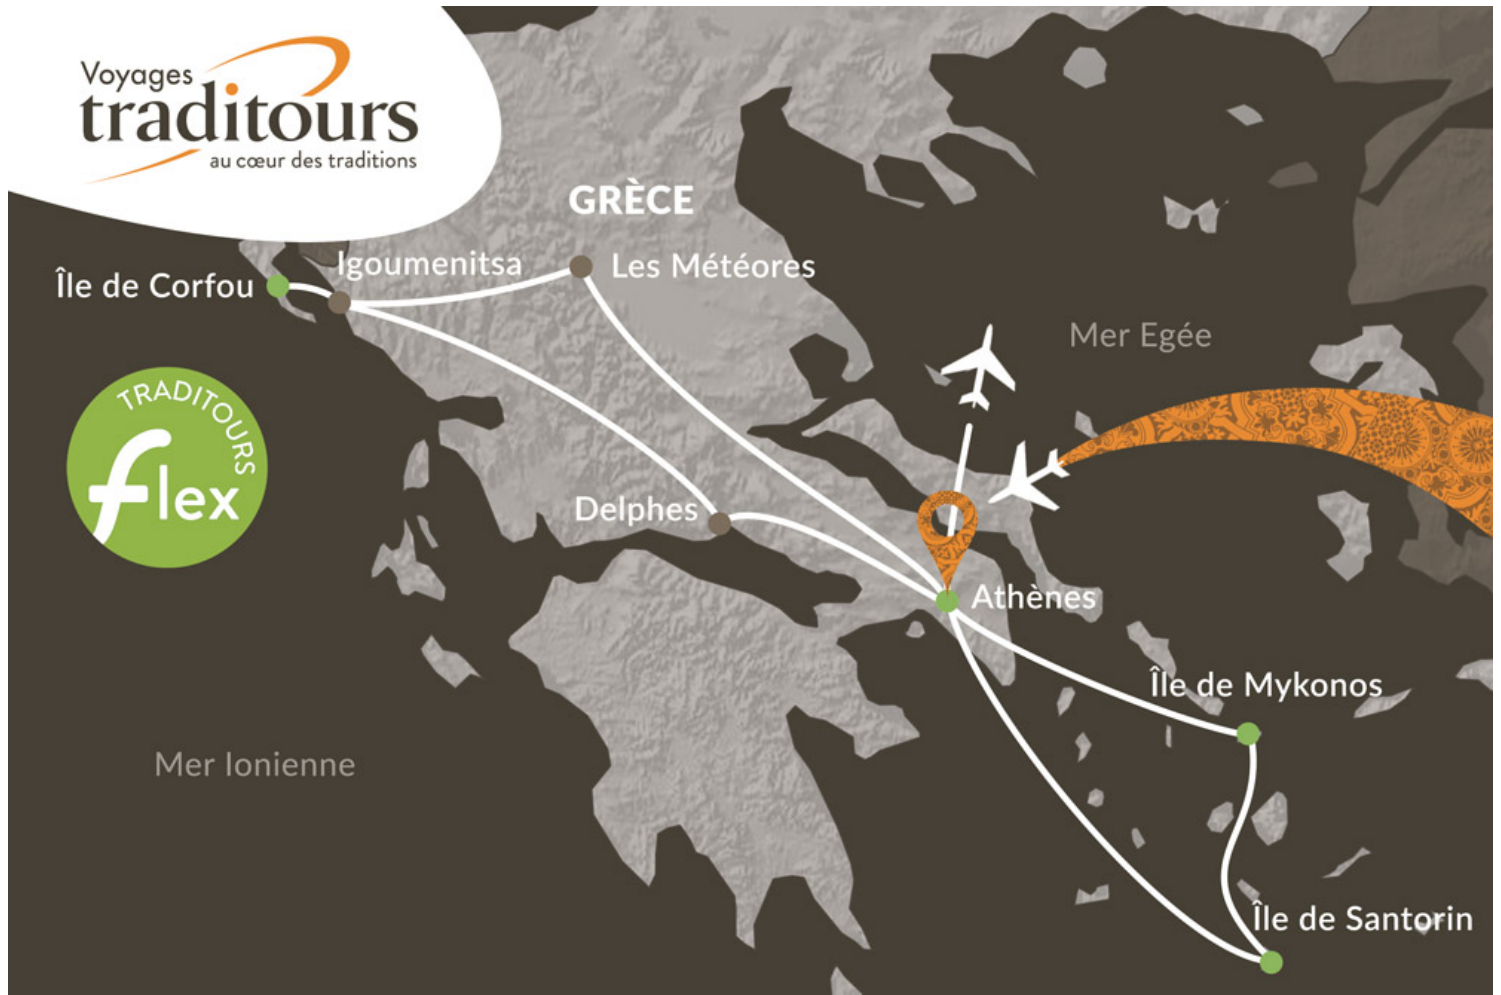 Voyages
traditours
au cœur des traditions
GRÈCE
Igoumenitsa
Les Météores
Île de Corfou
Mer Egée
TRADITOURS
flex
Delphes
Athènes
Île de Mykonos
Mer Ionienne
Île de Santorin